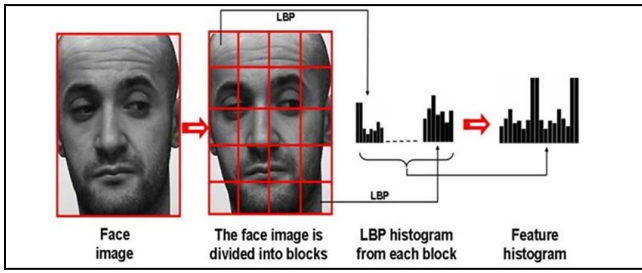 LBP
LBP
Face
image
The face image is
divided into blocks
LBP histogram
from each block
Feature
histogram